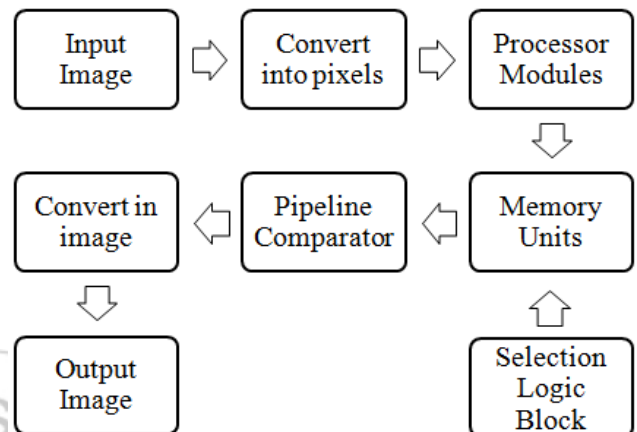 Input
Image
Convert
into pixels
Processor
Modules
Convert in
image
Pipeline
Comparator
Memory
Units
Output
Image
Selection
Logic
Block